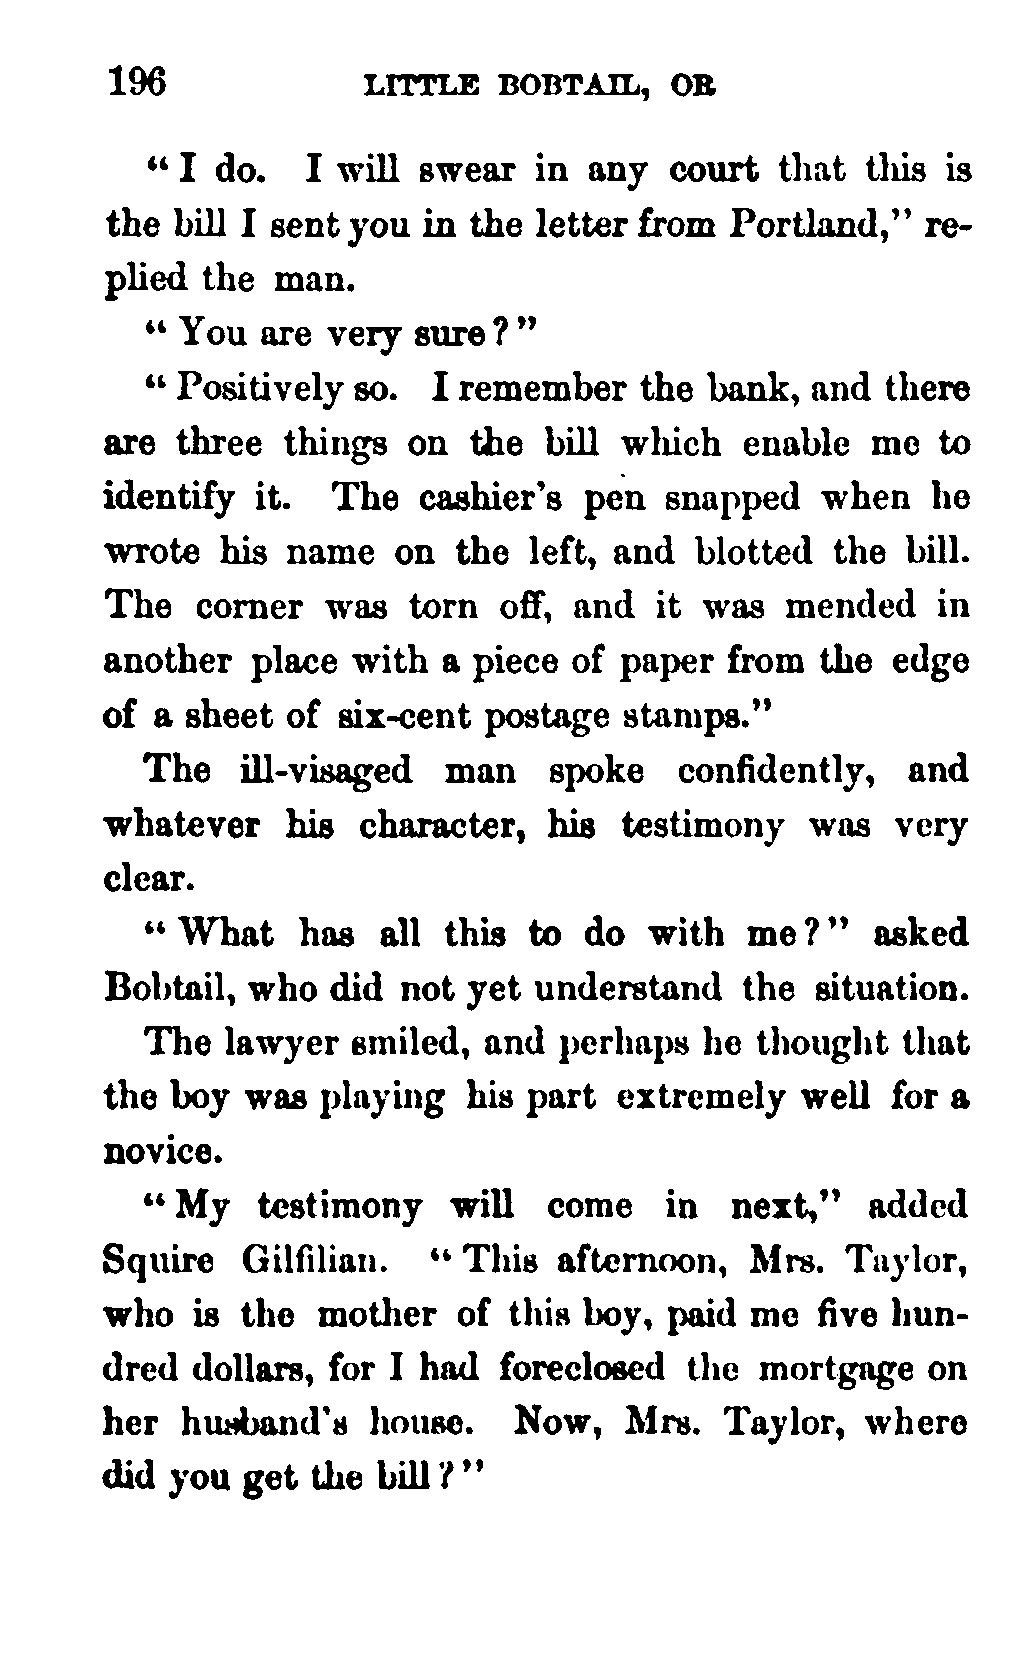 196 LITTLE BOBTAIL, OR
"I do. I will swear in any court that this is
the bill I sent you in the letter from Portland," re-
plied the man.
"You are very sure?"
"Positively so. I remember the bank, and there
are three things on the bill which enable me to
identify it. The cashier's pen snapped when he
wrote his name on the left, and blotted the bill.
The corner was torn off, and it was mended in
another place with a piece of paper from the edge
of a sheet of six-cent postage stamps."
The ill-visaged man spoke confidently, and
whatever his character, his testimony was very
clear.
"What has all this to do with me?" asked
Bobtail, who did not yet understand the situation.
The lawyer smiled, and perhaps he thought that
the boy was playing his part extremely well for a
novice.
"My testimony will come in next," added
Squire Gilfilian. "This afternoon, Mrs. Taylor,
who is the mother of this boy, paid me five hun-
dred dollars, for I had foreclosed the mortgage on
her husband's house. Now, Mrs. Taylor, where
did you get the bill?"